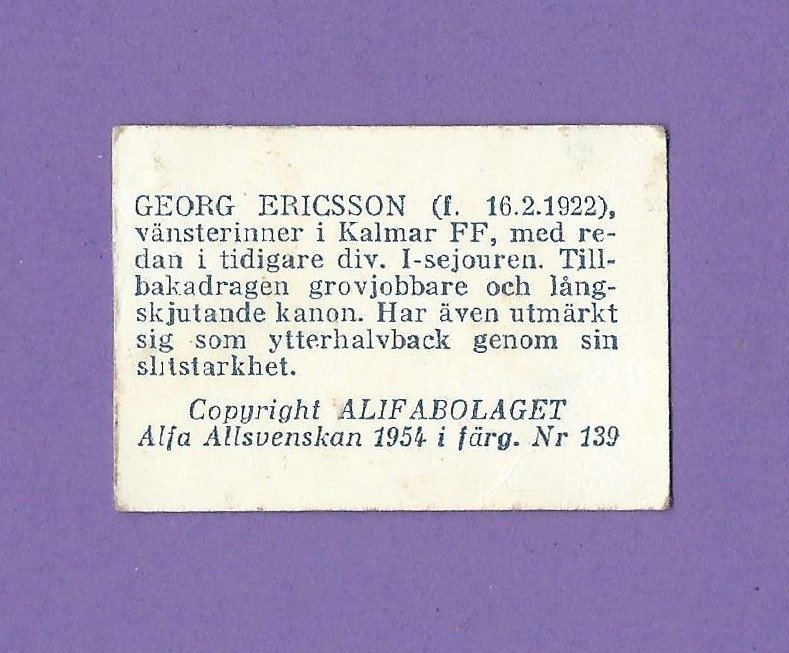 GEORG ERICSSON (f. 16.2.1922),
vänsterinner i Kalmar FF, med re-
dan i tidigare div. I-sejouren. Till-
bakadragen grovjobbare och lång-
skjutande kanon. Har även utmärkt
sig som ytterhalvback genom sin
slitstarkhet.
Copyright ALIFABOLAGET
Alfa Allsvenskan 1954 i färg. Nr 139